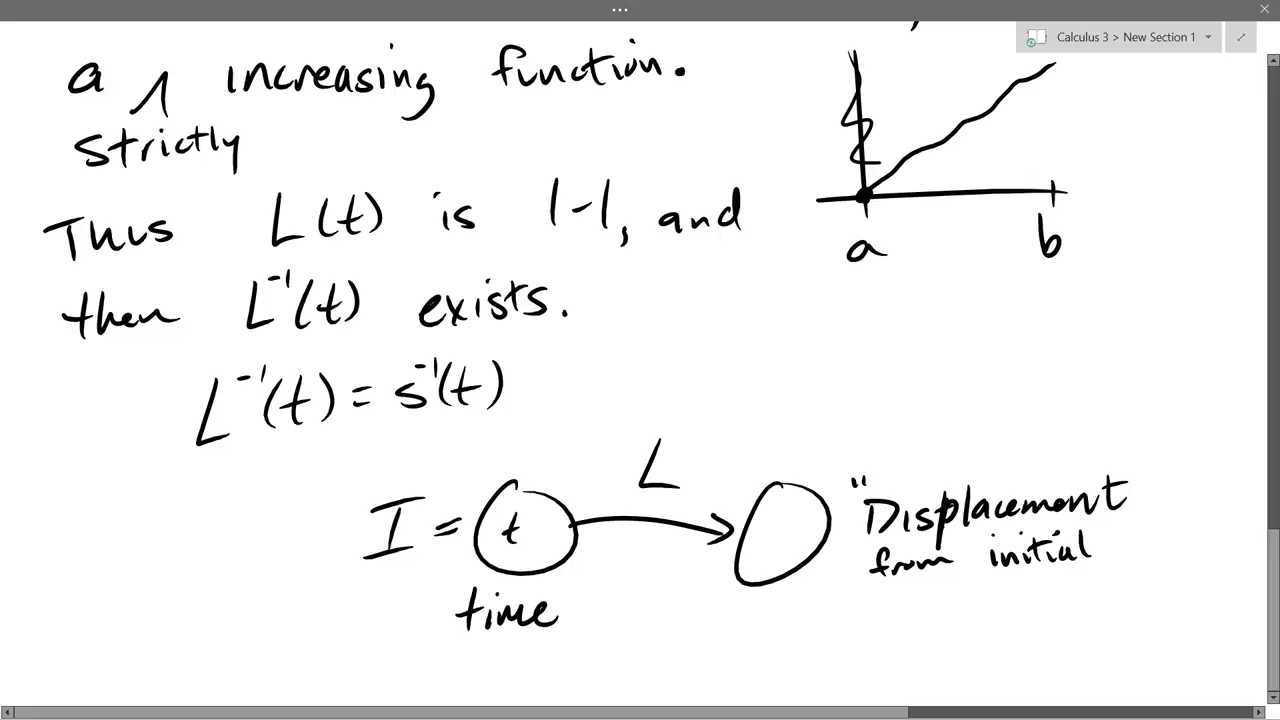 Calculus 3 > New Section 1
a increasing function.
strictly
Thus L(t) is 1-1, and
then L⁻¹(t) exists.
L⁻¹(t) = s⁻¹(t)
a
b
L
I = t
"Displacement
from initial
time